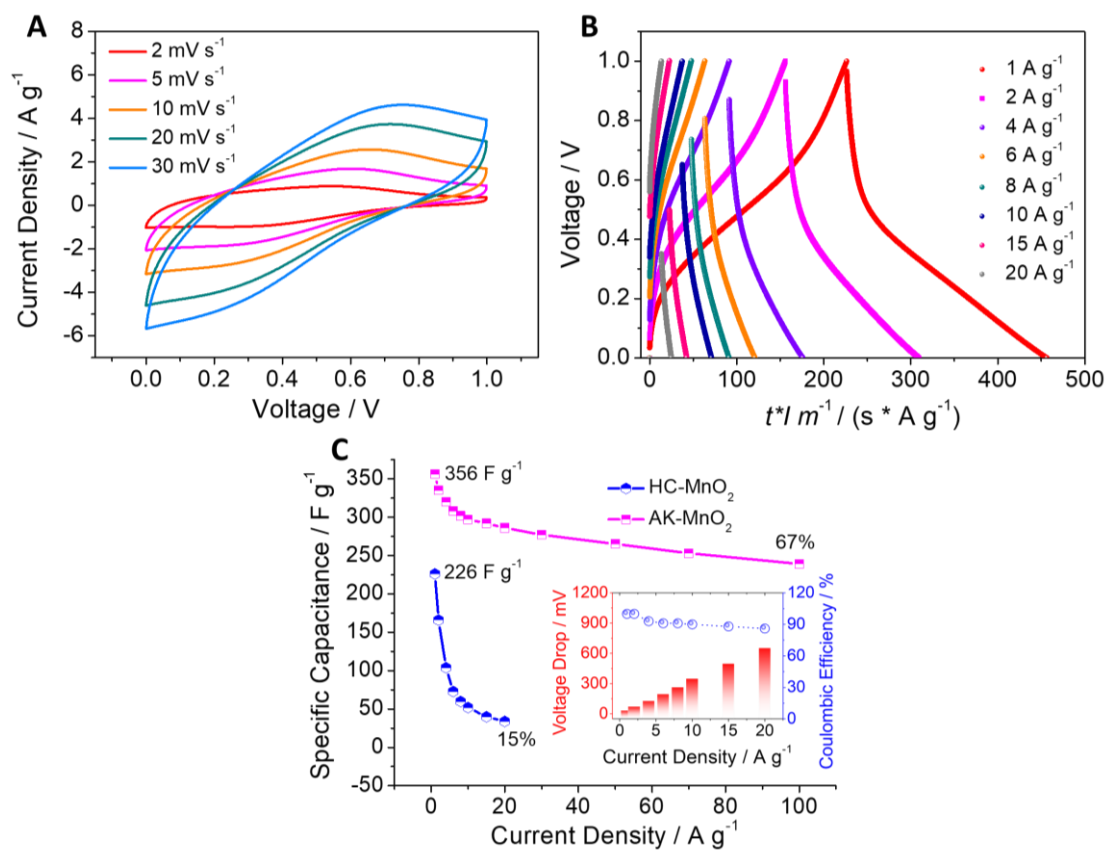 A
8
6
4
2
0
-2
-4
-6
Current Density / A g⁻¹
2 mV s⁻¹
5 mV s⁻¹
10 mV s⁻¹
20 mV s⁻¹
30 mV s⁻¹
0.0 0.2 0.4 0.6 0.8 1.0
Voltage / V
B
1.0
0.8
0.6
0.4
0.2
0.0
Voltage / V
1 A g⁻¹
2 A g⁻¹
4 A g⁻¹
6 A g⁻¹
8 A g⁻¹
10 A g⁻¹
15 A g⁻¹
20 A g⁻¹
0 100 200 300 400 500
t*I m⁻¹ / (s * A g⁻¹)
C
350
300
250
200
150
100
50
0
-50
Specific Capacitance / F g⁻¹
356 F g⁻¹
HC-MnO₂
AK-MnO₂
67%
226 F g⁻¹
15%
1200
900
600
300
0
Voltage Drop / mV
120
90
60
30
0
Coulombic Efficiency / %
0 5 10 15 20
Current Density / A g⁻¹
0 20 40 60 80 100
Current Density / A g⁻¹